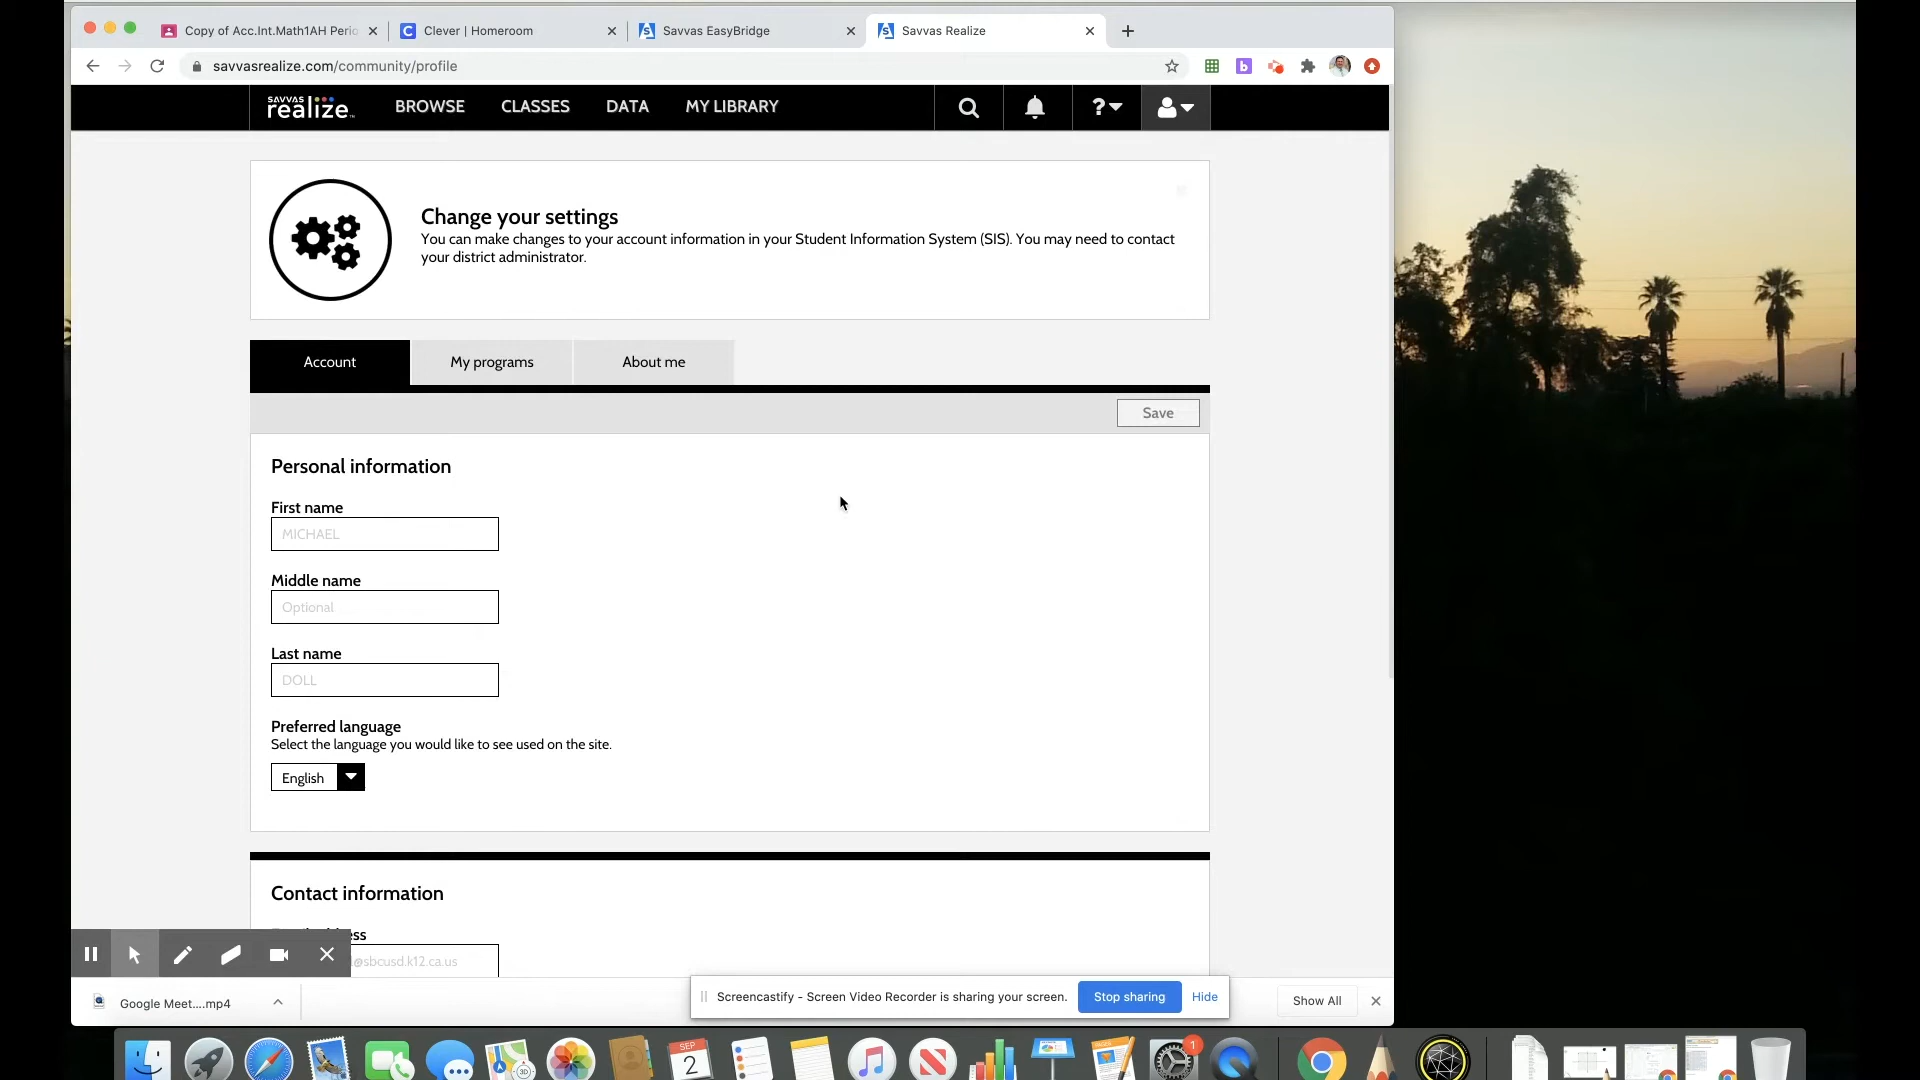 Copy of Acc.Int.Math1AH Perio
Clever | Homeroom
Savvas EasyBridge
Savvas Realize
savvasrealize.com/community/profile
savvas realize
BROWSE
CLASSES
DATA
MY LIBRARY
Change your settings
You can make changes to your account information in your Student Information System (SIS). You may need to contact
your district administrator.
Account
My programs
About me
Save
Personal information
First name
MICHAEL
Middle name
Optional
Last name
DOLL
Preferred language
Select the language you would like to see used on the site.
English
Contact information
@sbcusd.k12.ca.us
Google Meet....mp4
Screencastify - Screen Video Recorder is sharing your screen.
Stop sharing
Hide
Show All
SEP
2
3D
1